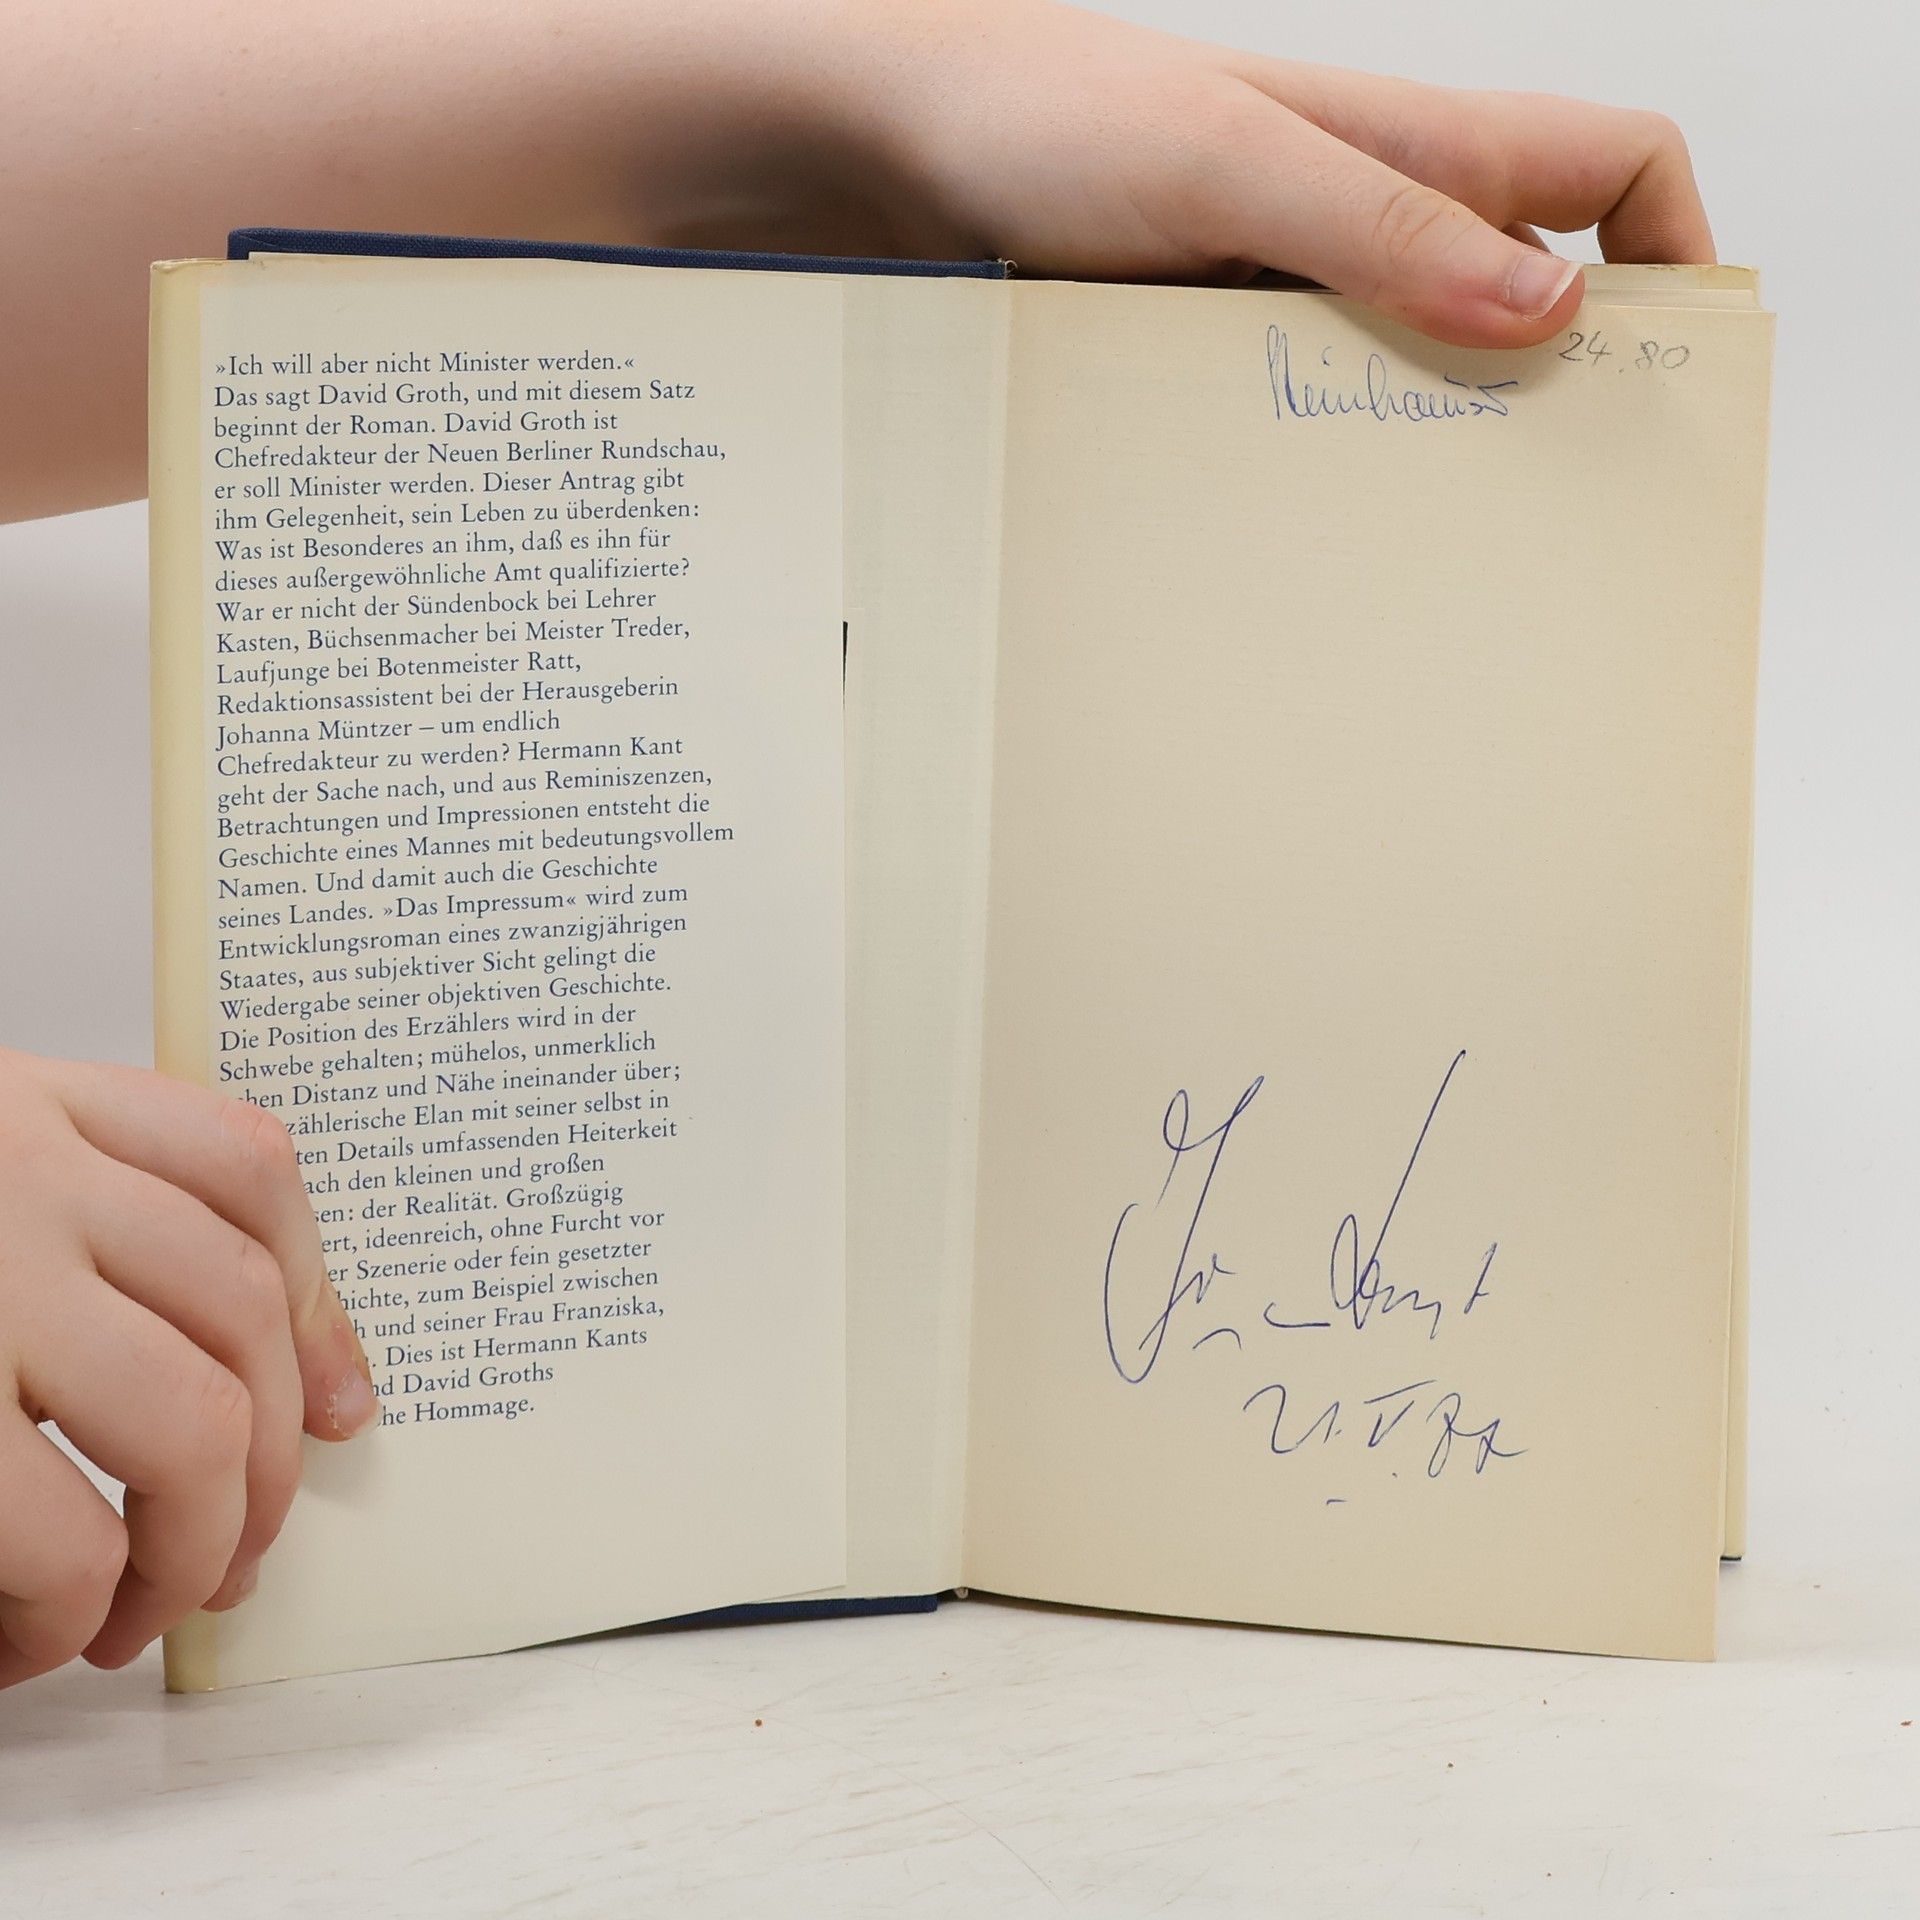 »Ich will aber nicht Minister werden.«
Das sagt David Groth, und mit diesem Satz
beginnt der Roman. David Groth ist
Chefredakteur der Neuen Berliner Rundschau,
er soll Minister werden. Dieser Antrag gibt
ihm Gelegenheit, sein Leben zu überdenken:
Was ist Besonderes an ihm, daß es ihn für
dieses außergewöhnliche Amt qualifizierte?
War er nicht der Sündenbock bei Lehrer
Kasten, Büchsenmacher bei Meister Treder,
Laufjunge bei Botenmeister Ratt,
Redaktionsassistent bei der Herausgeberin
Johanna Müntzer – um endlich
Chefredakteur zu werden? Hermann Kant
geht der Sache nach, und aus Reminiszenzen,
Betrachtungen und Impressionen entsteht die
Geschichte eines Mannes mit bedeutungsvollem
Namen. Und damit auch die Geschichte
seines Landes. »Das Impressum« wird zum
Entwicklungsroman eines zwanzigjährigen
Staates, aus subjektiver Sicht gelingt die
Wiedergabe seiner objektiven Geschichte.
Die Position des Erzählers wird in der
Schwebe gehalten; mühelos, unmerklich
hen Distanz und Nähe ineinander über;
zählerische Elan mit seiner selbst in
ten Details umfassenden Heiterkeit
ach den kleinen und großen
sen: der Realität. Großzügig
ert, ideenreich, ohne Furcht vor
er Szenerie oder fein gesetzter
hichte, zum Beispiel zwischen
h und seiner Frau Franziska,
. Dies ist Hermann Kants
nd David Groths
he Hommage.
24.80
Kant
21.V.87